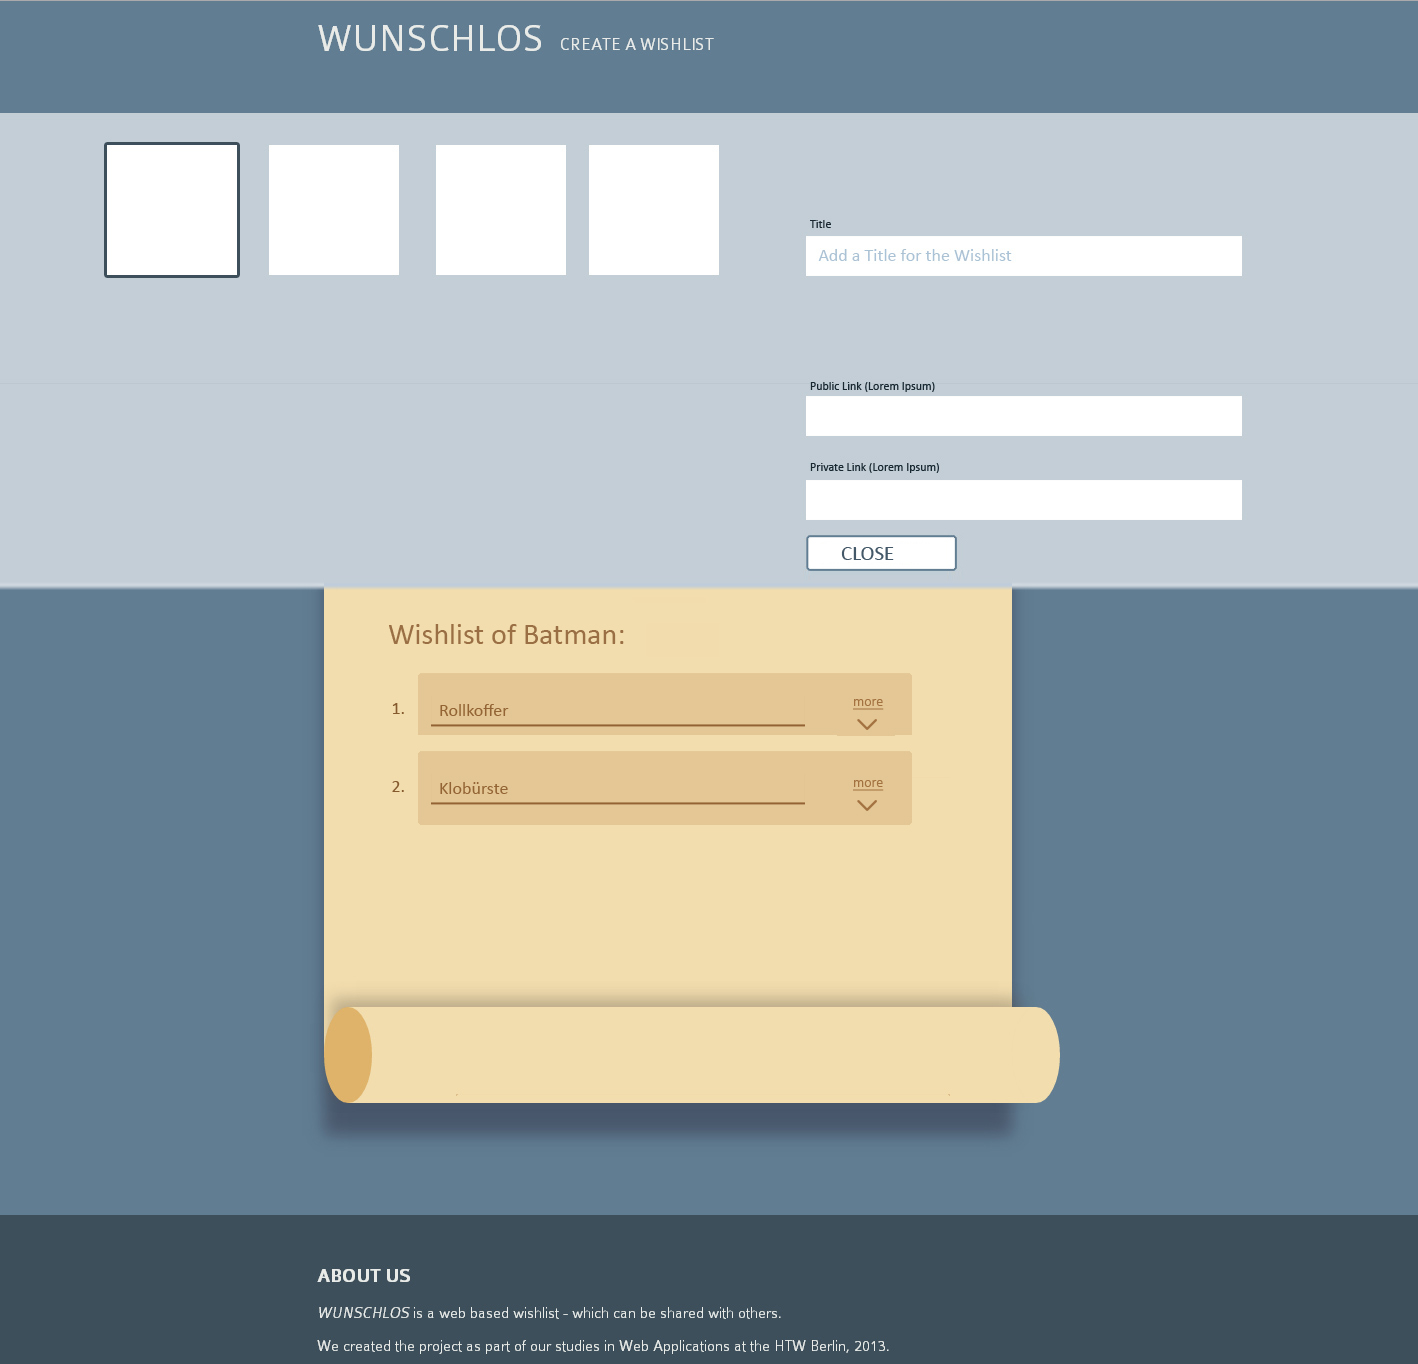 WUNSCHLOS CREATE A WISHLIST
Title
Add a Title for the Wishlist
Public Link (Lorem Ipsum)
Private Link (Lorem Ipsum)
CLOSE
Wishlist of Batman:
1. Rollkoffer more
2. Klobürste more
ABOUT US
WUNSCHLOS is a web based wishlist - which can be shared with others.
We created the project as part of our studies in Web Applications at the HTW Berlin, 2013.